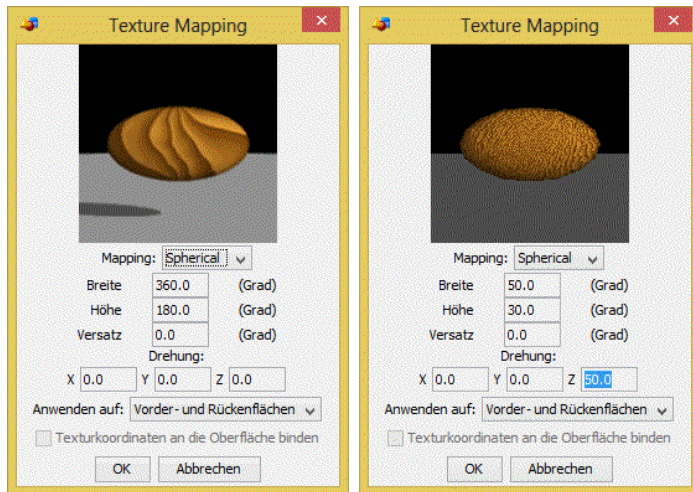 Texture Mapping
Mapping: Spherical
Breite 360.0 (Grad)
Höhe 180.0 (Grad)
Versatz 0.0 (Grad)
Drehung:
X 0.0 Y 0.0 Z 0.0
Anwenden auf: Vorder- und Rückenflächen
Texturkoordinaten an die Oberfläche binden
OK Abbrechen
Texture Mapping
Mapping: Spherical
Breite 50.0 (Grad)
Höhe 30.0 (Grad)
Versatz 0.0 (Grad)
Drehung:
X 0.0 Y 0.0 Z 50.0
Anwenden auf: Vorder- und Rückenflächen
Texturkoordinaten an die Oberfläche binden
OK Abbrechen